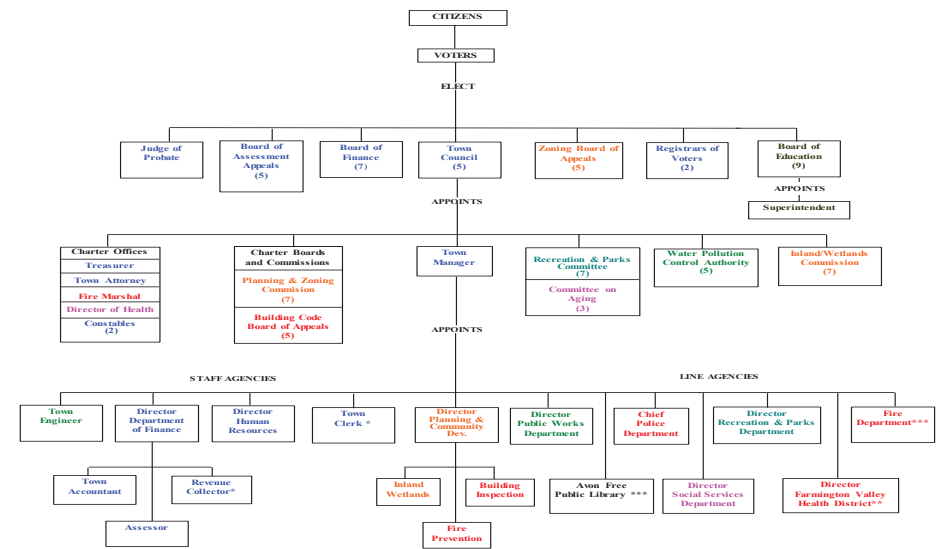 CITIZENS
VOTERS
ELECT
Judge of
Probate
Board of
Assessment
Appeals
(5)
Board of
Finance
(7)
Town
Council
(5)
Zoning Board of
Appeals
(5)
Registrars of
Voters
(2)
Board of
Education
(9)
APPOINTS
Superintendent
APPOINTS
Charter Offices
Treasurer
Town Attorney
Fire Marshal
Director of Health
Constables
(2)
Charter Boards
and Commissions
Planning & Zoning
Commision
(7)
Building Code
Board of Appeals
(5)
Town
Manager
Recreation & Parks
Committee
(7)
Committee on
Aging
(3)
Water Pollution
Control Authority
(5)
Inland/Wetlands
Commission
(7)
APPOINTS
STAFF AGENCIES
LINE AGENCIES
Town
Engineer
Director
Department
of Finance
Director
Human
Resources
Town
Clerk *
Director
Planning &
Community
Dev.
Director
Public Works
Department
Chief
Police
Department
Director
Recreation & Parks
Department
Fire
Department***
Town
Accountant
Revenue
Collector*
Assessor
Inland
Wetlands
Building
Inspection
Fire
Prevention
Avon Free
Public Library ***
Director
Social Services
Department
Director
Farmington Valley
Health District**